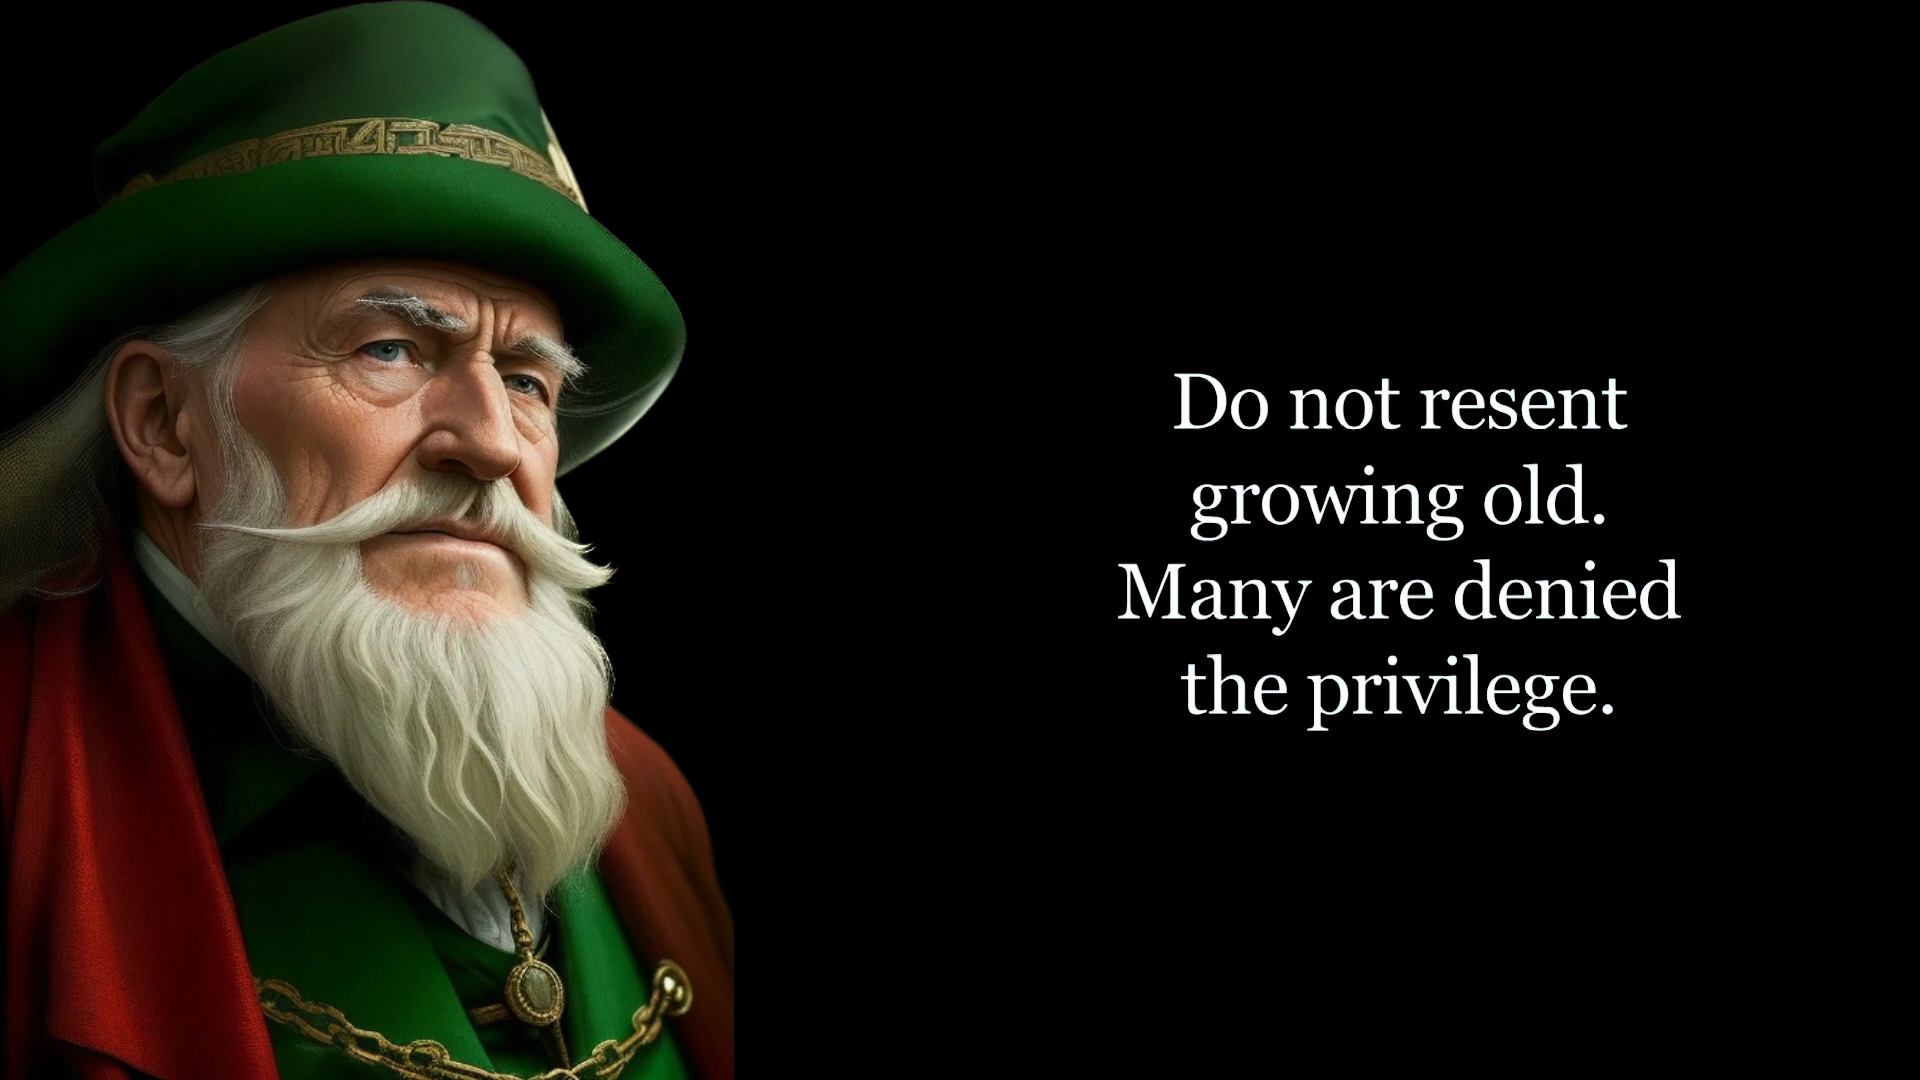 Do not resent
growing old.
Many are denied
the privilege.